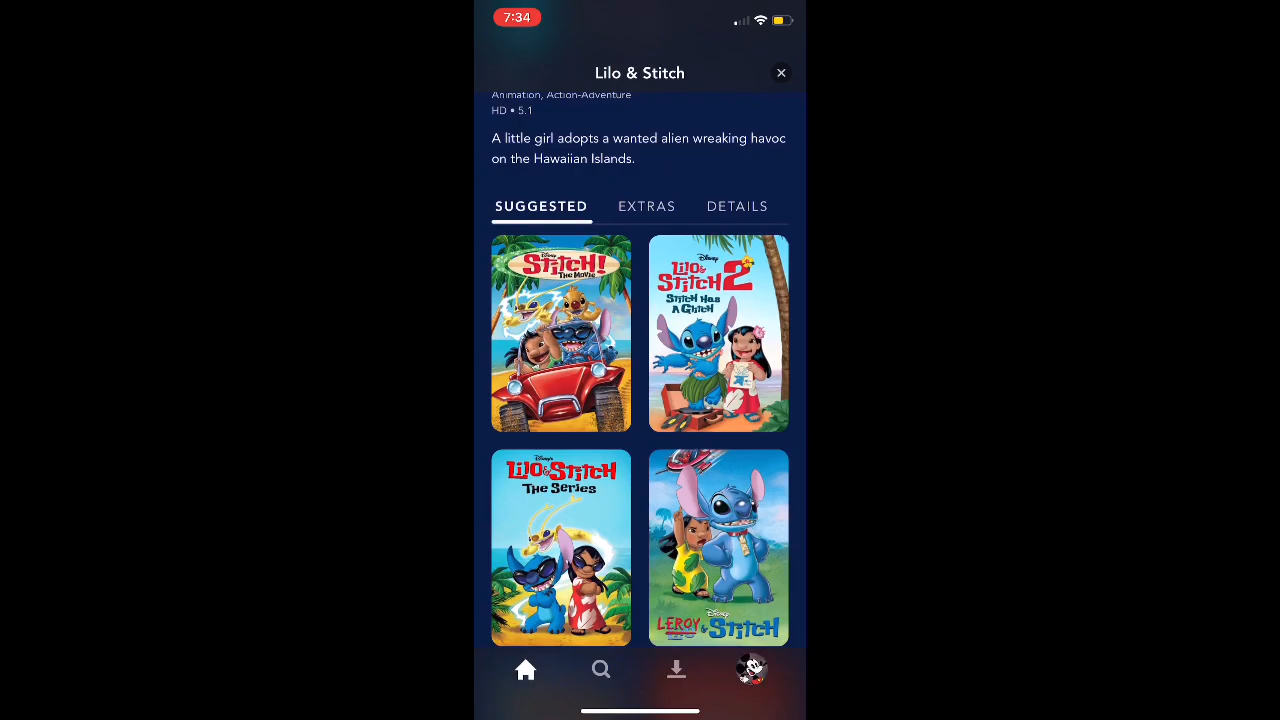 7:34
Lilo & Stitch
Animation, Action-Adventure
HD • 5.1
A little girl adopts a wanted alien wreaking havoc
on the Hawaiian Islands.
SUGGESTED EXTRAS DETAILS
Disney
Stitch!
The Movie
Disney
Lilo &
Stitch 2
Stitch Has
A Glitch
Disney's
Lilo & Stitch
The Series
Disney
LEROY & Stitch